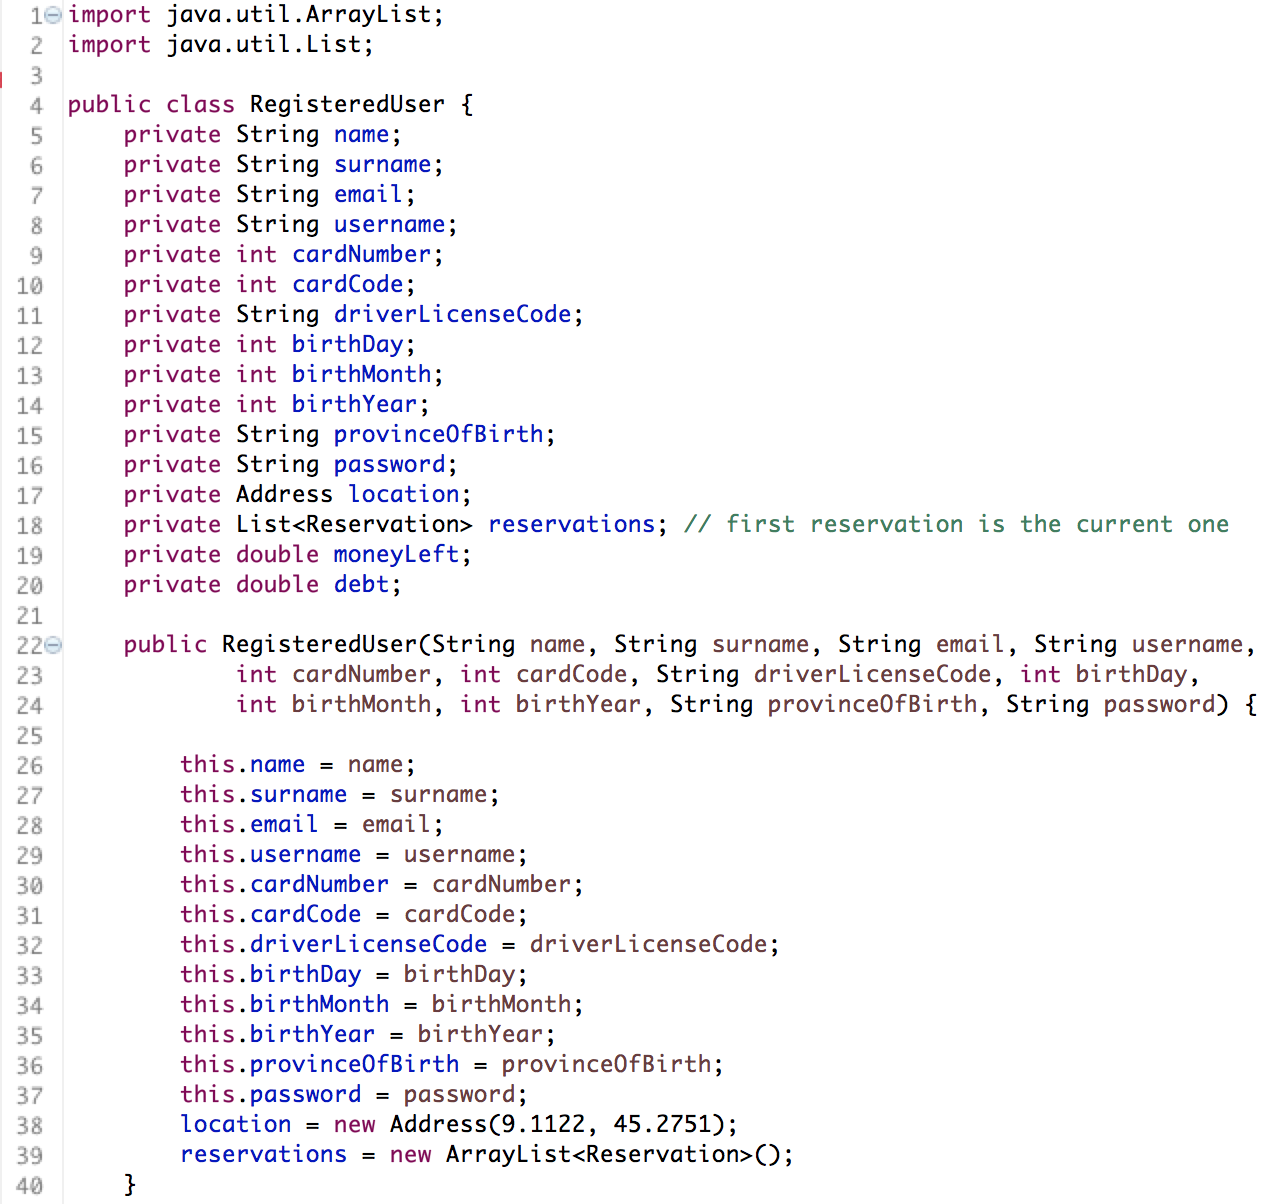 1 import java.util.ArrayList;
2 import java.util.List;
3
4 public class RegisteredUser {
5     private String name;
6     private String surname;
7     private String email;
8     private String username;
9     private int cardNumber;
10     private int cardCode;
11     private String driverLicenseCode;
12     private int birthDay;
13     private int birthMonth;
14     private int birthYear;
15     private String provinceOfBirth;
16     private String password;
17     private Address location;
18     private List<Reservation> reservations; // first reservation is the current one
19     private double moneyLeft;
20     private double debt;
21
22     public RegisteredUser(String name, String surname, String email, String username,
23             int cardNumber, int cardCode, String driverLicenseCode, int birthDay,
24             int birthMonth, int birthYear, String provinceOfBirth, String password) {
25
26         this.name = name;
27         this.surname = surname;
28         this.email = email;
29         this.username = username;
30         this.cardNumber = cardNumber;
31         this.cardCode = cardCode;
32         this.driverLicenseCode = driverLicenseCode;
33         this.birthDay = birthDay;
34         this.birthMonth = birthMonth;
35         this.birthYear = birthYear;
36         this.provinceOfBirth = provinceOfBirth;
37         this.password = password;
38         location = new Address(9.1122, 45.2751);
39         reservations = new ArrayList<Reservation>();
40     }